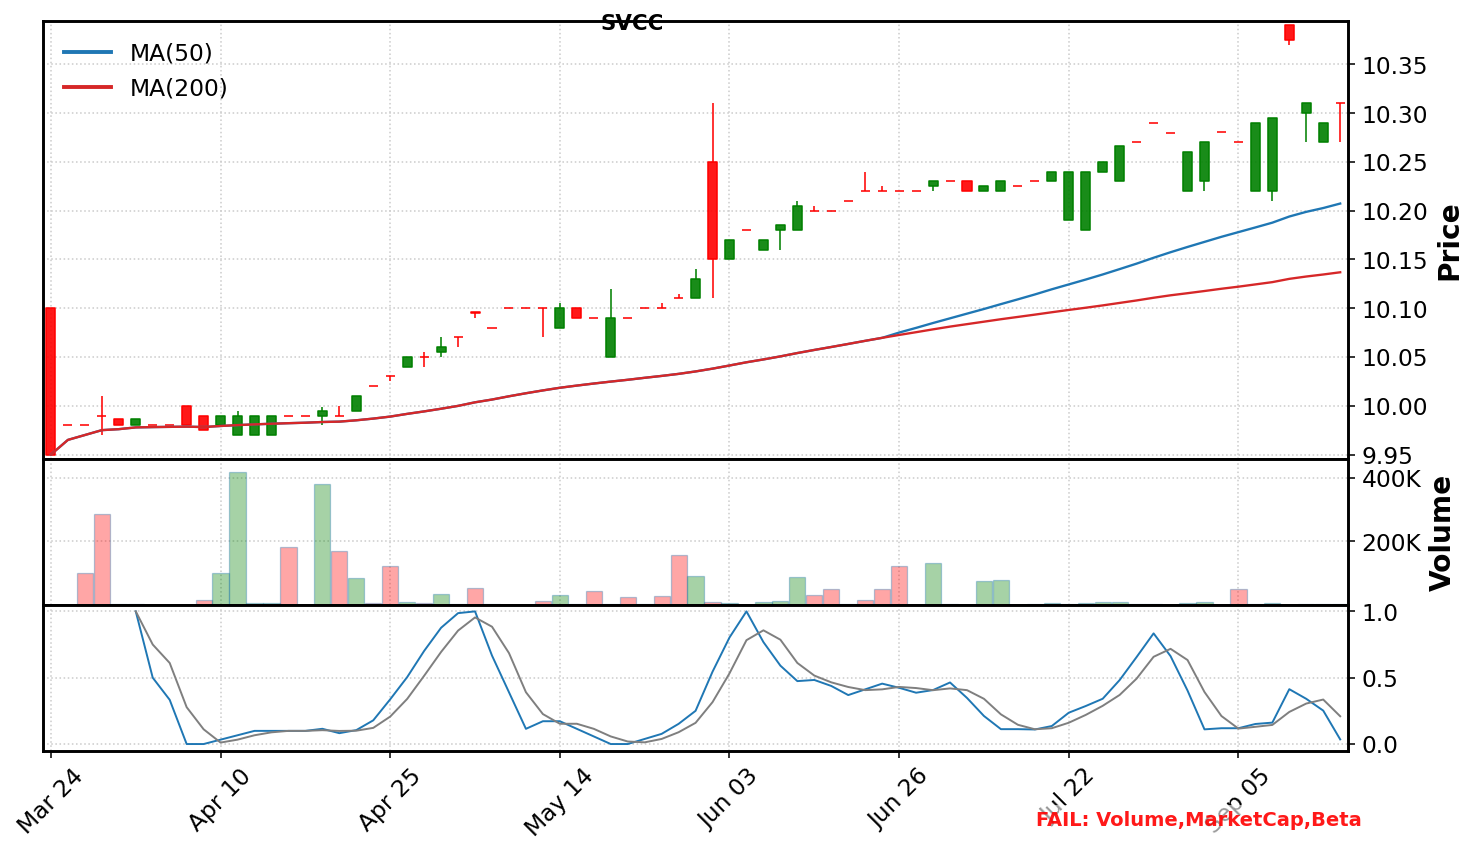 SVCC
MA(50)
MA(200)
10.35
10.30
10.25
10.20
10.15
10.10
10.05
10.00
9.95
Price
400K
200K
Volume
1.0
0.5
0.0
Mar 24
Apr 10
Apr 25
May 14
Jun 03
Jun 26
Jul 22
Sep 05
FAIL: Volume,MarketCap,Beta